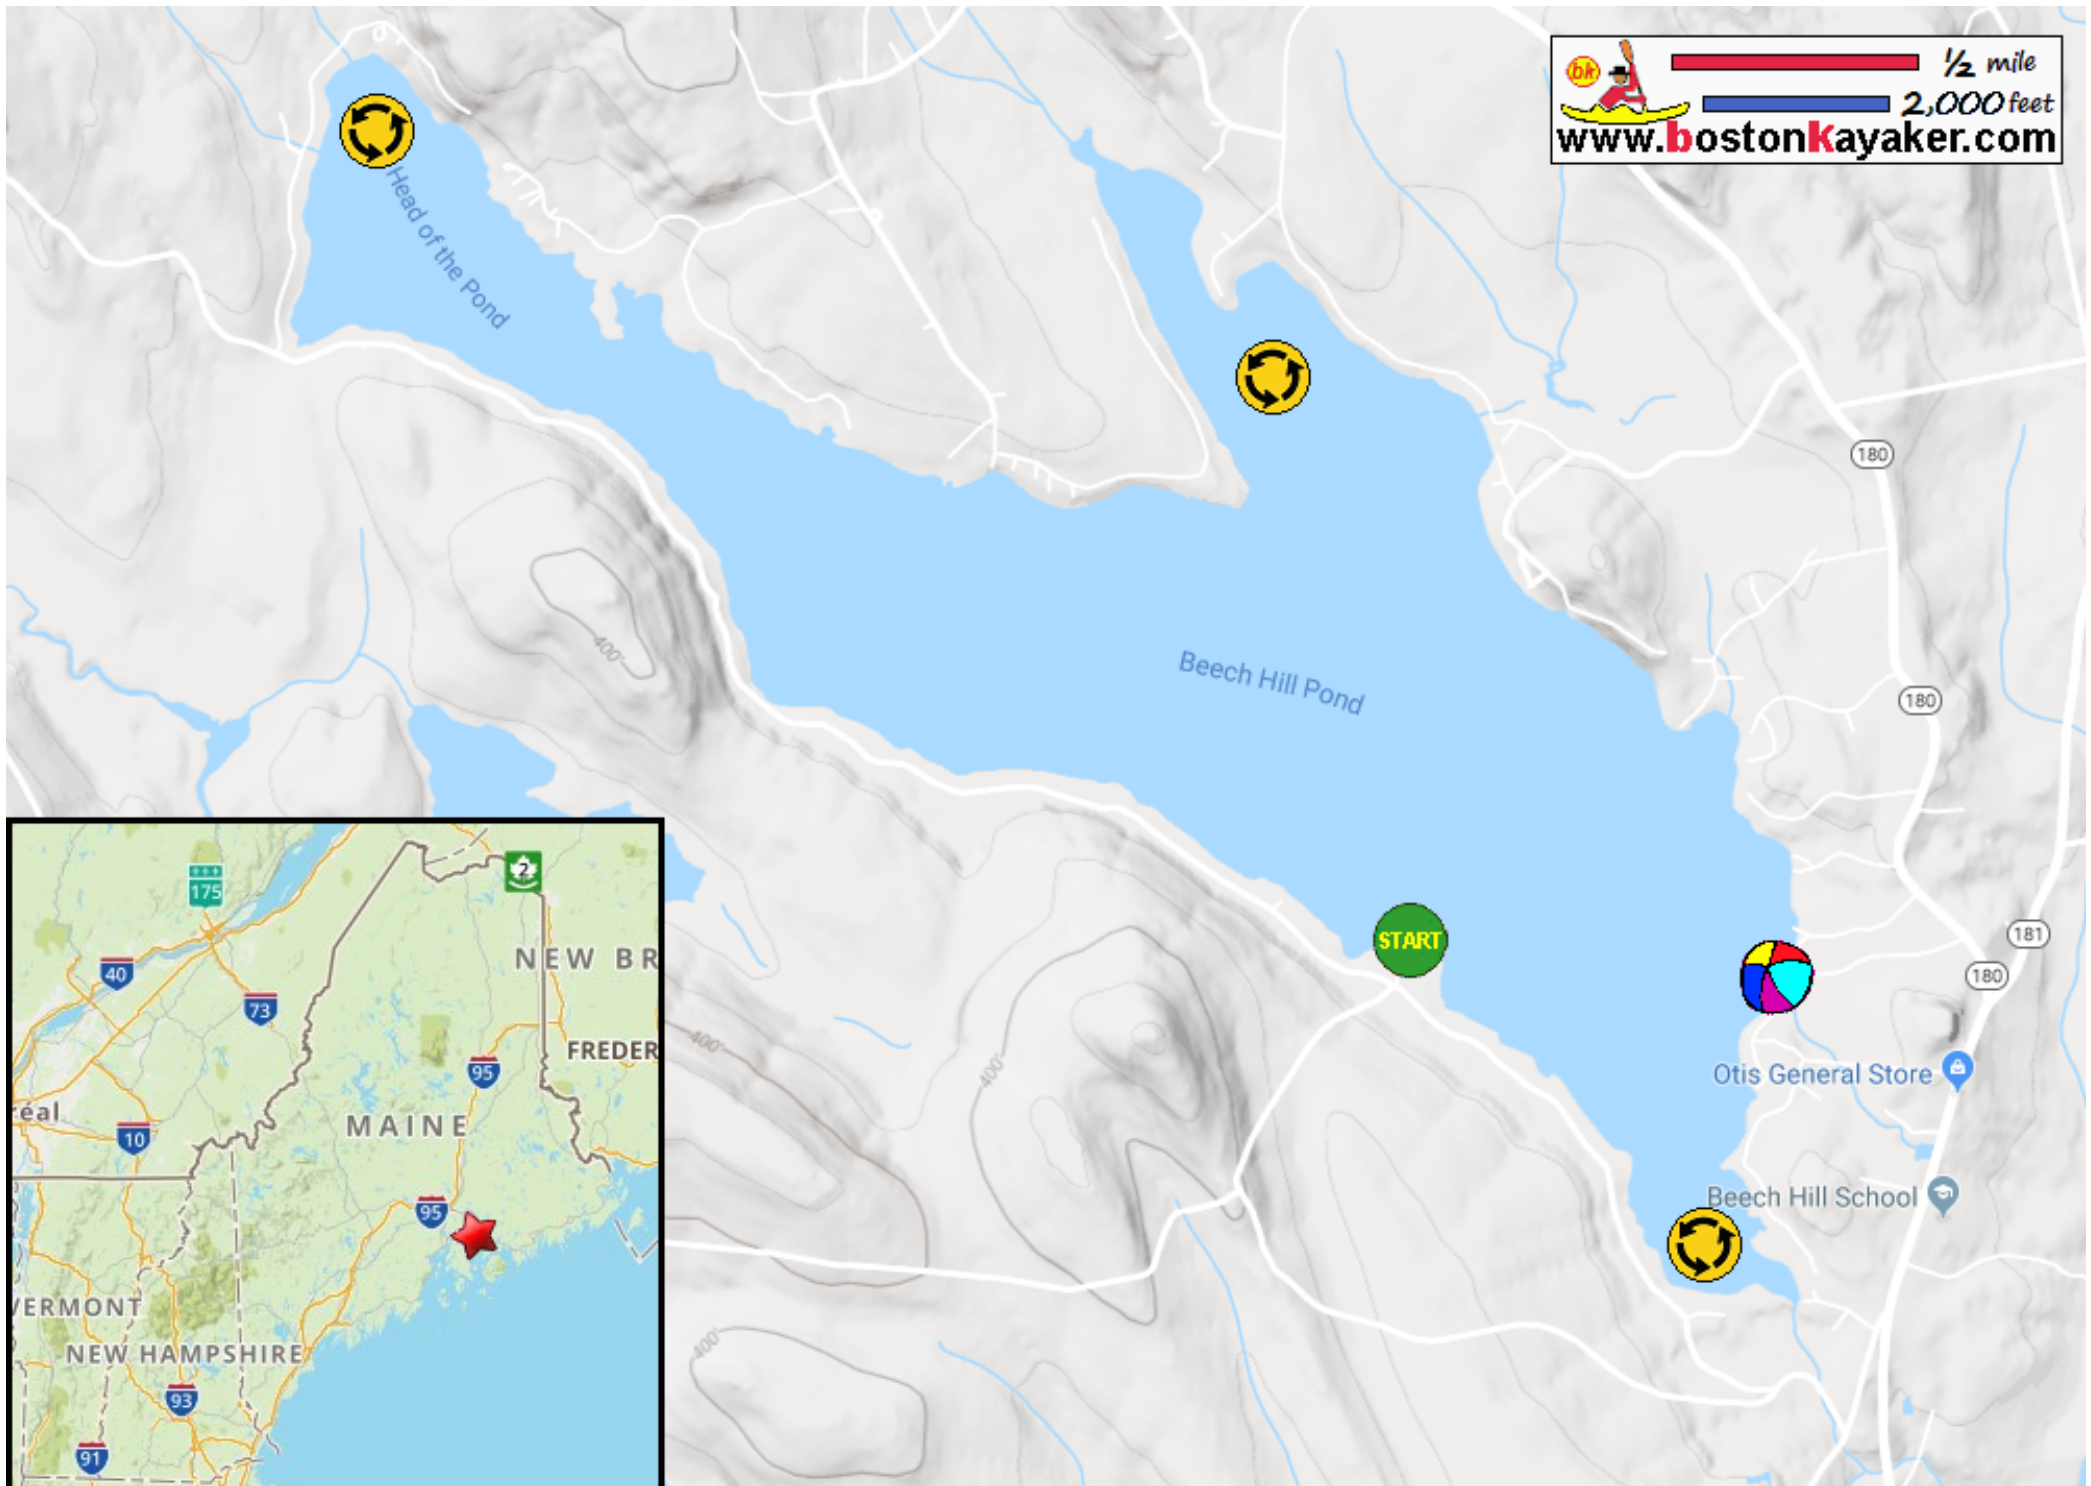 bk
½ mile
2,000 feet
www.bostonKayaker.com
Head of the Pond
180
400'
Beech Hill Pond
180
START
181
180
400'
400'
Otis General Store
Beech Hill School
400'
2
175
NEW BR
40
73
FREDER
95
réal
MAINE
10
95
VERMONT
NEW HAMPSHIRE
93
91